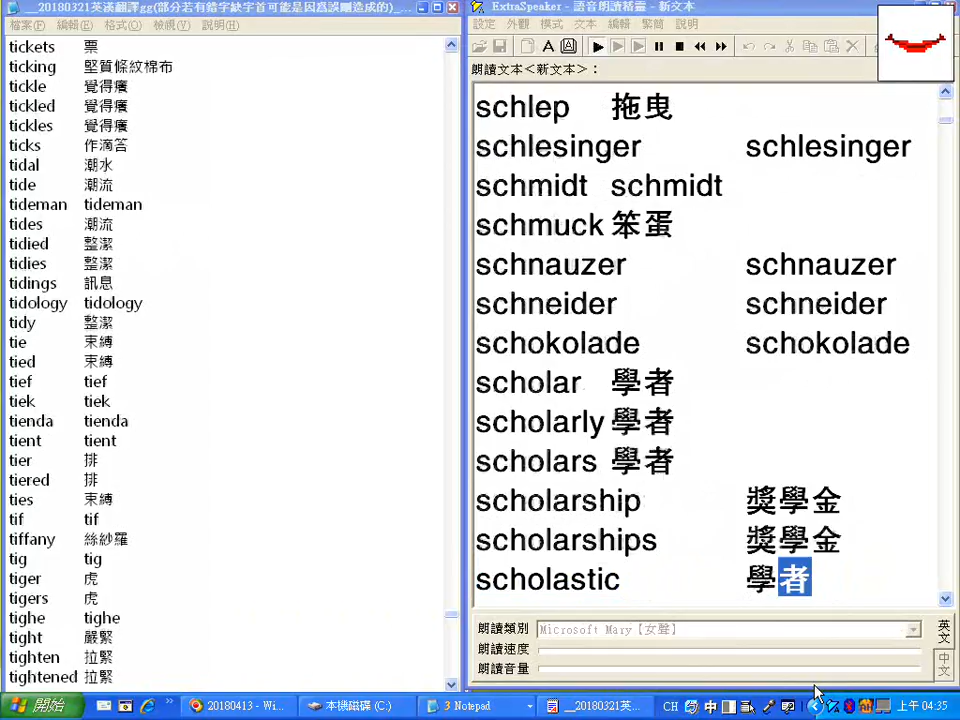 __20180321英漢翻譯gg(部分若有錯字缺字首可能是因為誤刪造成的)_...
檔案(F) 編輯(E) 格式(O) 檢視(V) 說明(H)
tickets 票
ticking 堅質條紋棉布
tickle 覺得癢
tickled 覺得癢
tickles 覺得癢
ticks 作滴答
tidal 潮水
tide 潮流
tideman tideman
tides 潮流
tidied 整潔
tidies 整潔
tidings 訊息
tidology tidology
tidy 整潔
tie 束縛
tied 束縛
tief tief
tiek tiek
tienda tienda
tient tient
tier 排
tiered 排
ties 束縛
tif tif
tiffany 絲紗羅
tig tig
tiger 虎
tigers 虎
tighe tighe
tight 嚴緊
tighten 拉緊
tightened 拉緊
ExtraSpeaker - 語音朗讀精靈 - 新文本
設定 外觀 模式 文本 編輯 繁簡 說明
朗讀文本<新文本>：
schlep 拖曳
schlesinger schlesinger
schmidt schmidt
schmuck 笨蛋
schnauzer schnauzer
schneider schneider
schokolade schokolade
scholar 學者
scholarly 學者
scholars 學者
scholarship 獎學金
scholarships 獎學金
scholastic 學者
朗讀類別 Microsoft Mary【女聲】
朗讀速度
朗讀音量
英文
中文
開始 20180413 - Wi... 本機磁碟 (C:) 3 Notepad __20180321英... CH 中 上午 04:35